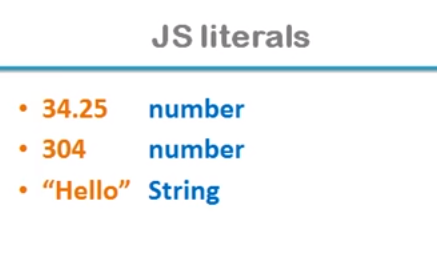 JS literals
• 34.25 number
• 304 number
• “Hello” String